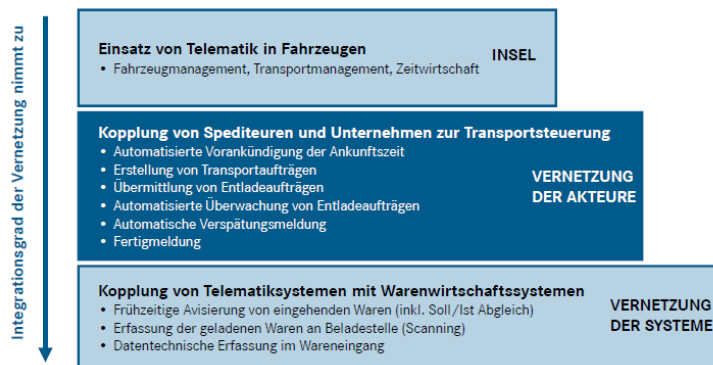 Integrationsgrad der Vernetzung nimmt zu
Einsatz von Telematik in Fahrzeugen
• Fahrzeugmanagement, Transportmanagement, Zeitwirtschaft
INSEL
Kopplung von Spediteuren und Unternehmen zur Transportsteuerung
• Automatisierte Vorankündigung der Ankunftszeit
• Erstellung von Transportaufträgen
• Übermittlung von Entladeaufträgen
• Automatisierte Überwachung von Entladeaufträgen
• Automatische Verspätungsmeldung
• Fertigmeldung
VERNETZUNG
DER AKTEURE
Kopplung von Telematiksystemen mit Warenwirtschaftssystemen
• Frühzeitige Avisierung von eingehenden Waren (inkl. Soll/Ist Abgleich)
• Erfassung der geladenen Waren an Beladestelle (Scanning)
• Datentechnische Erfassung im Wareneingang
VERNETZUNG
DER SYSTEME